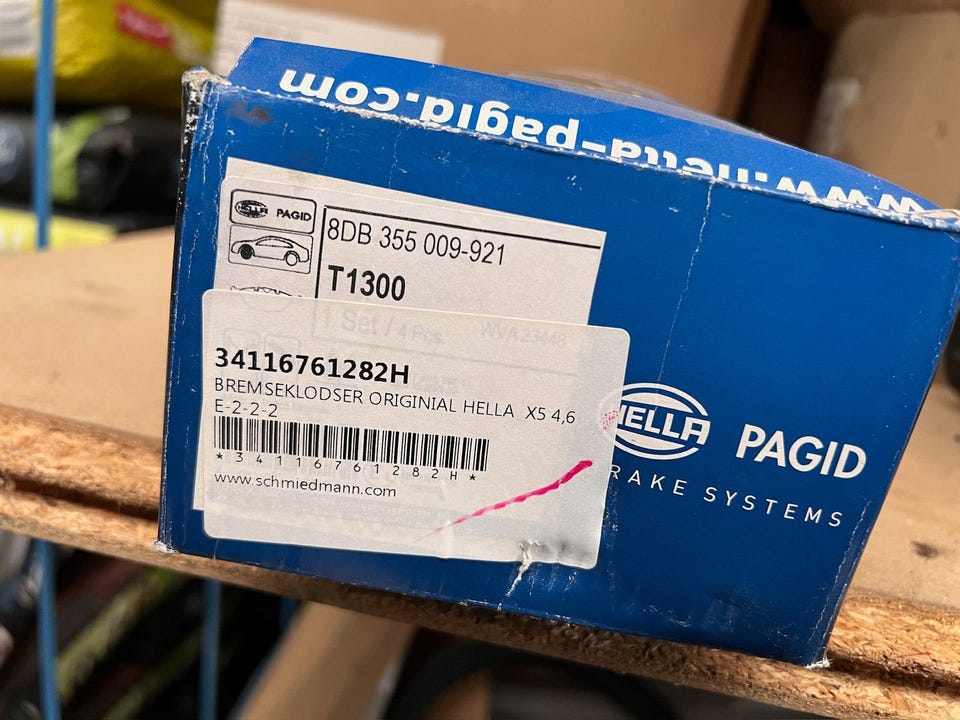 www.hella-pagid.com
HELLA PAGID
8DB 355 009-921
T1300
1 Set / 4 Pcs. WVA 23448
34116761282H
BREMSEKLODSER ORIGINIAL HELLA X5 4,6
E-2-2-2
*34116761282H*
www.schmiedmann.com
HELLA PAGID
BRAKE SYSTEMS